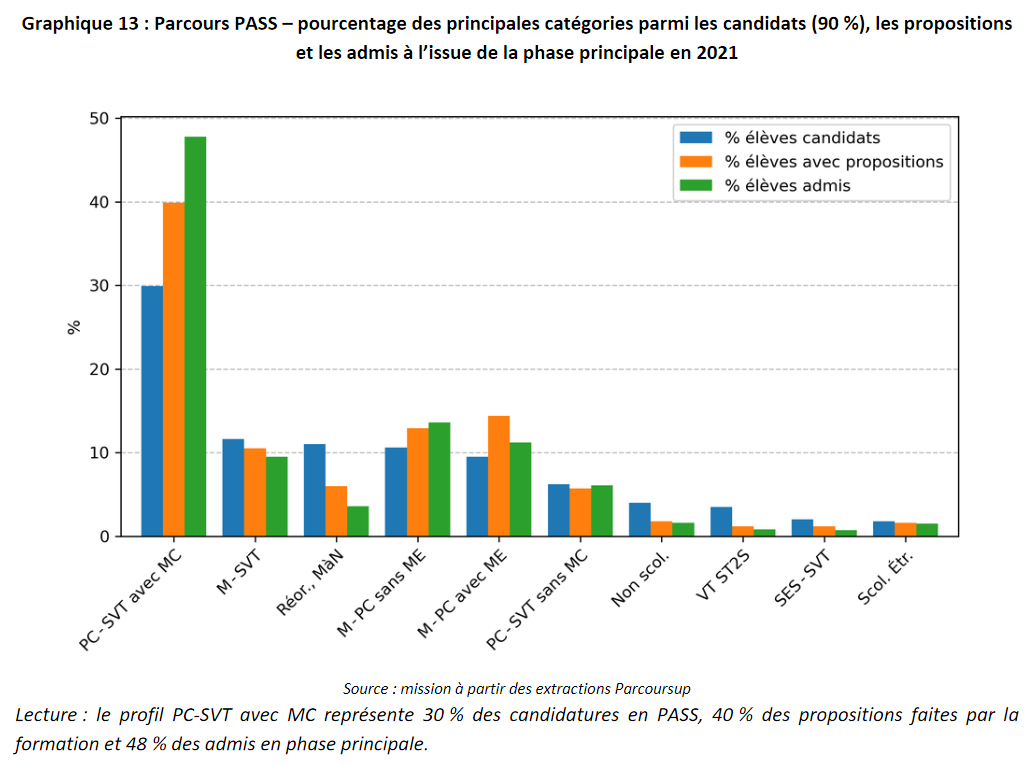 Graphique 13 : Parcours PASS – pourcentage des principales catégories parmi les candidats (90 %), les propositions
et les admis à l’issue de la phase principale en 2021
50
40
30
20
10
0
%
% élèves candidats
% élèves avec propositions
% élèves admis
PC-SVT avec MC
M-SVT
Réor., MàN
M-PC sans ME
M-PC avec ME
PC-SVT sans MC
Non scol.
VT ST2S
SES-SVT
Scol. Étr.
Source : mission à partir des extractions Parcoursup
Lecture : le profil PC-SVT avec MC représente 30 % des candidatures en PASS, 40 % des propositions faites par la
formation et 48 % des admis en phase principale.